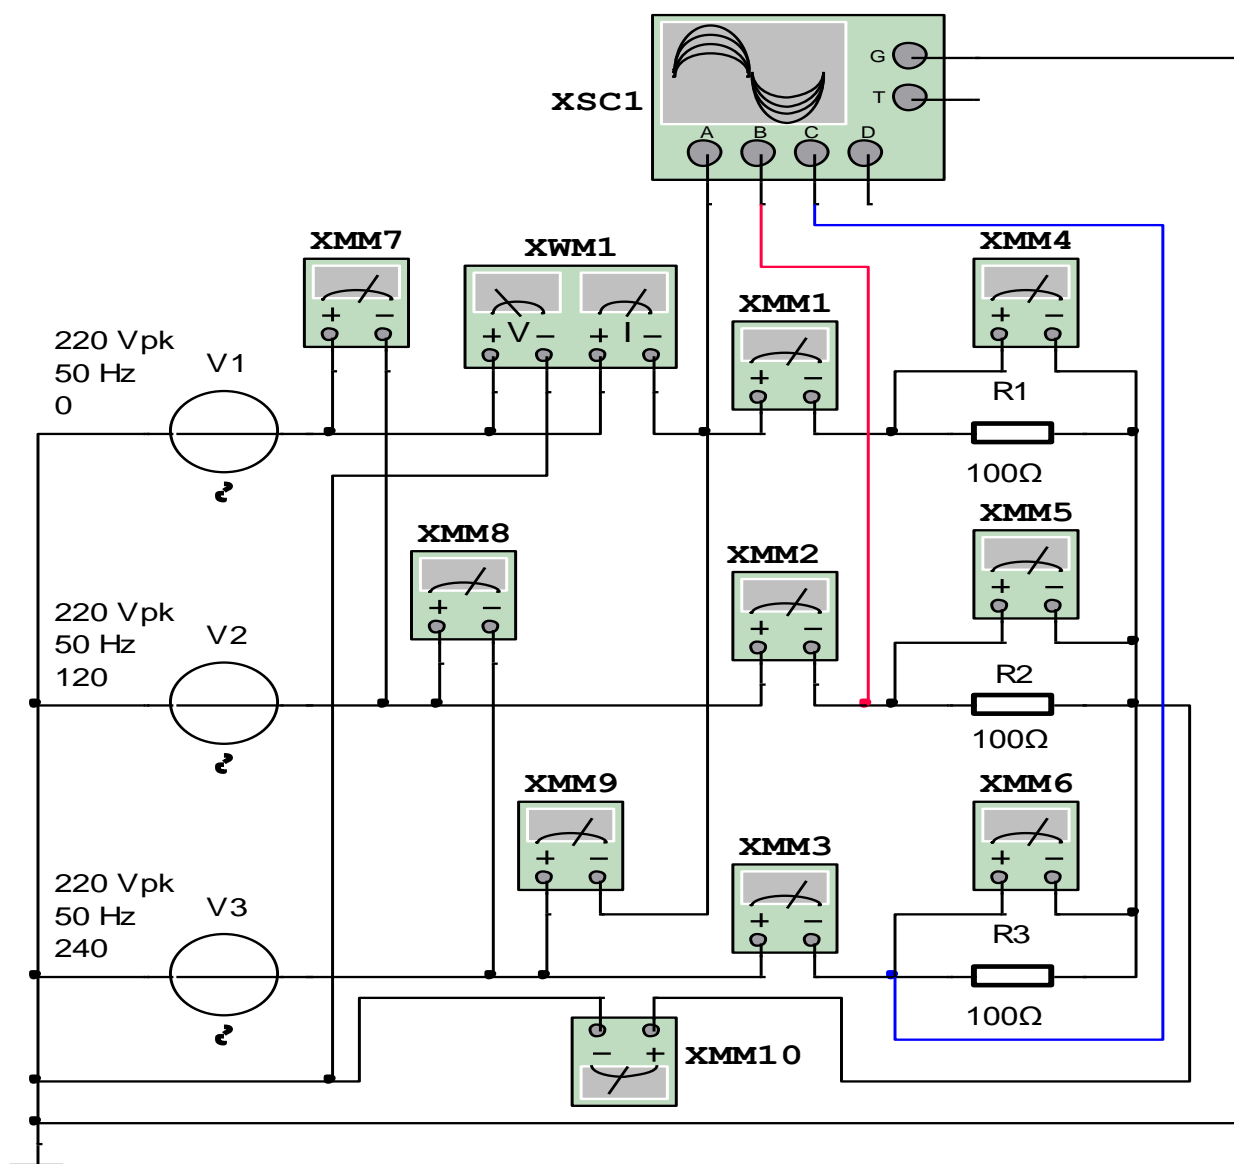 XSC1
G
T
A B C D
XMM7
XWM1
XMM4
XMM1
+ −
+ V − + I −
+ −
+ −
220 Vpk
50 Hz
0
V1
R1
100Ω
XMM8
XMM2
XMM5
+ −
+ −
+ −
220 Vpk
50 Hz
120
V2
R2
100Ω
XMM9
XMM3
XMM6
+ −
+ −
+ −
220 Vpk
50 Hz
240
V3
R3
100Ω
− +
XMM10